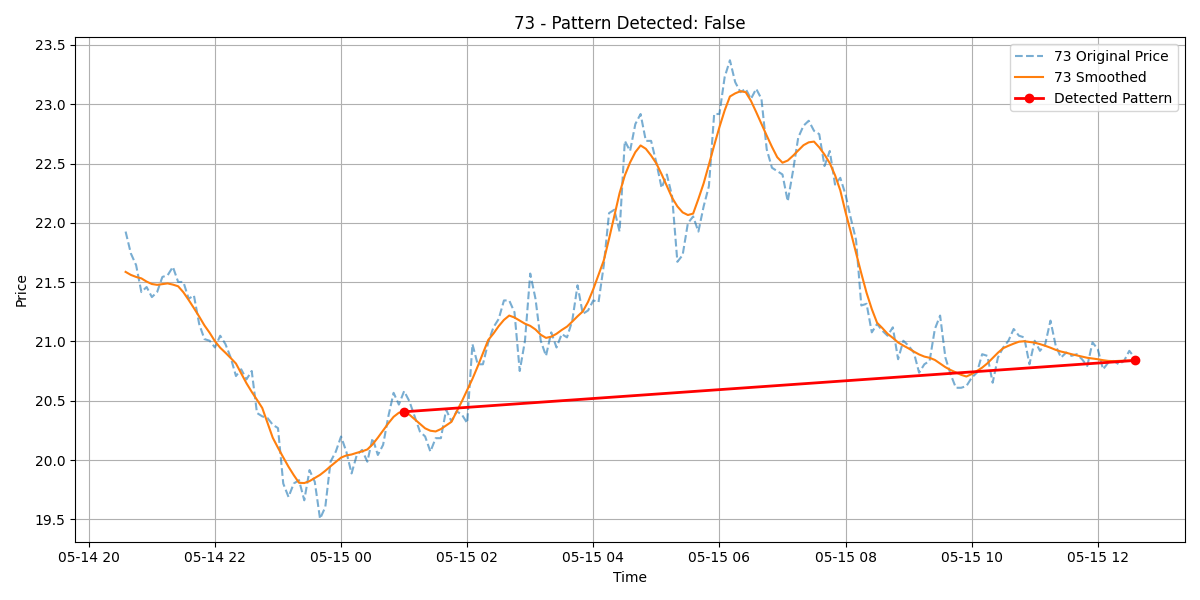 73 - Pattern Detected: False
23.5
23.0
22.5
22.0
21.5
21.0
20.5
20.0
19.5
Price
73 Original Price
73 Smoothed
Detected Pattern
05-14 20 05-14 22 05-15 00 05-15 02 05-15 04 05-15 06 05-15 08 05-15 10 05-15 12
Time